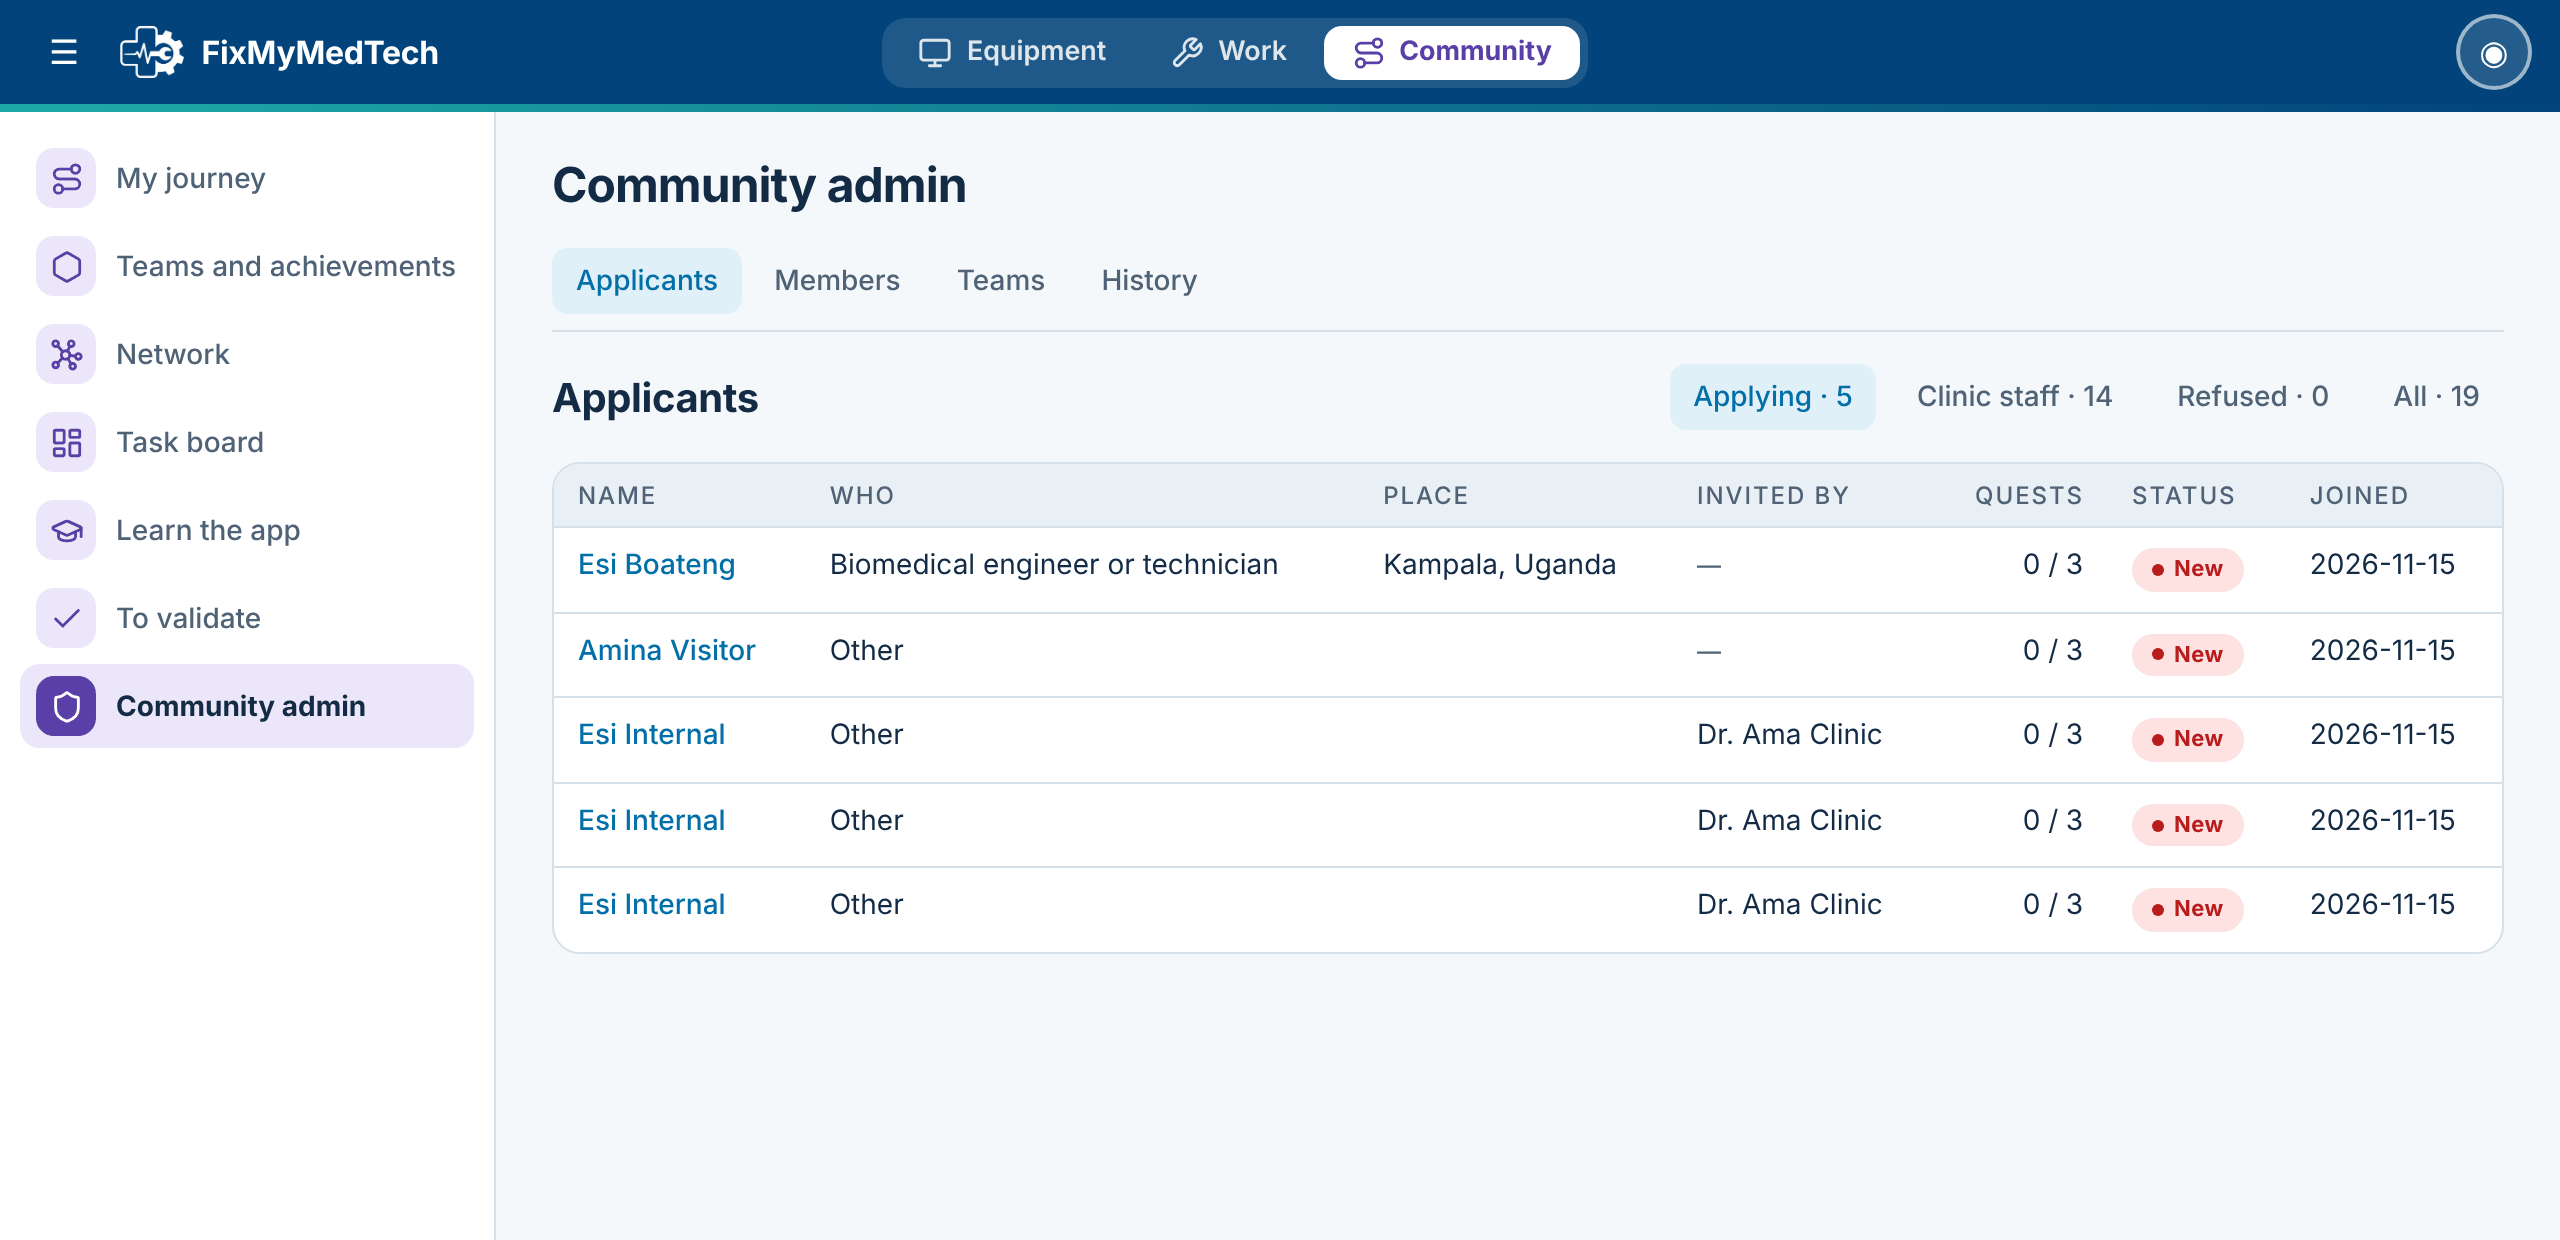 FixMyMedTech
Equipment Work Community
My journey
Teams and achievements
Network
Task board
Learn the app
To validate
Community admin
Community admin
Applicants Members Teams History
Applicants
Applying · 5 Clinic staff · 14 Refused · 0 All · 19
NAME WHO PLACE INVITED BY QUESTS STATUS JOINED
Esi Boateng Biomedical engineer or technician Kampala, Uganda — 0 / 3 New 2026-11-15
Amina Visitor Other — 0 / 3 New 2026-11-15
Esi Internal Other Dr. Ama Clinic 0 / 3 New 2026-11-15
Esi Internal Other Dr. Ama Clinic 0 / 3 New 2026-11-15
Esi Internal Other Dr. Ama Clinic 0 / 3 New 2026-11-15